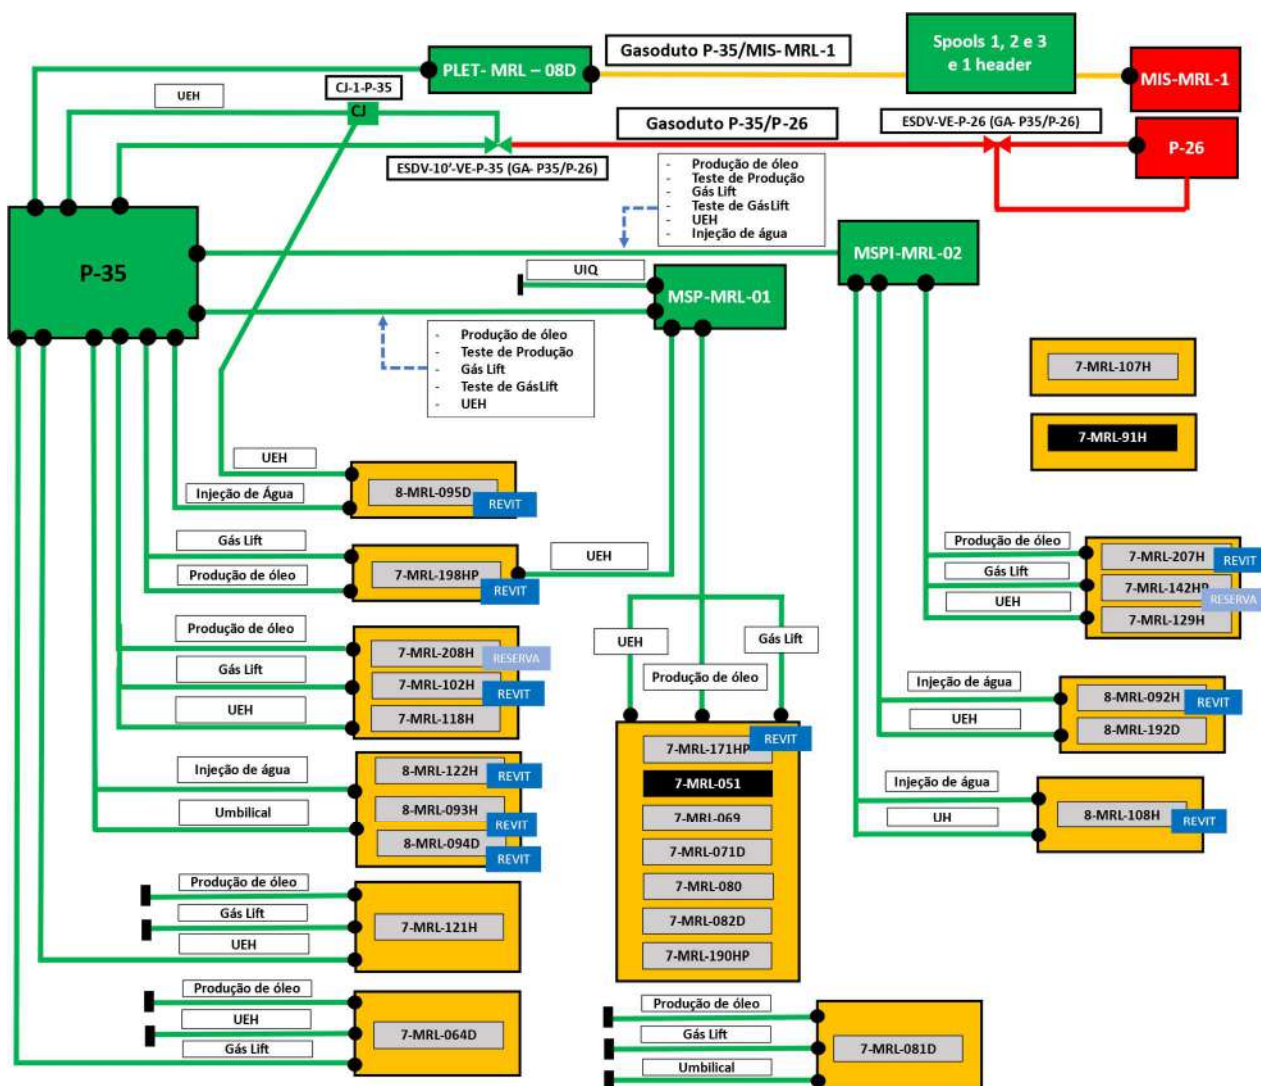 Gasoduto P-35/MIS-MRL-1
Spools 1, 2 e 3
e 1 header
PLET- MRL – 08D
MIS-MRL-1
CJ-1-P-35
UEH
CJ
Gasoduto P-35/P-26
ESDV-VE-P-26 (GA- P35/P-26)
P-26
ESDV-10'-VE-P-35 (GA- P35/P-26)
- Produção de óleo
- Teste de Produção
- Gás Lift
- Teste de GásLift
- UEH
- Injeção de água
P-35
MSPI-MRL-02
UIQ
MSP-MRL-01
- Produção de óleo
- Teste de Produção
- Gás Lift
- Teste de GásLift
- UEH
7-MRL-107H
7-MRL-91H
UEH
Injeção de Água
8-MRL-095D
REVIT
Gás Lift
Produção de óleo
7-MRL-198HP
REVIT
UEH
Produção de óleo
Gás Lift
UEH
7-MRL-207H
REVIT
7-MRL-142HP
RESERVA
7-MRL-129H
Produção de óleo
Gás Lift
UEH
7-MRL-208H
RESERVA
7-MRL-102H
REVIT
7-MRL-118H
UEH
Gás Lift
Produção de óleo
Injeção de água
UEH
8-MRL-092H
REVIT
8-MRL-192D
Injeção de água
Umbilical
8-MRL-122H
REVIT
8-MRL-093H
REVIT
8-MRL-094D
REVIT
7-MRL-171HP
REVIT
7-MRL-051
7-MRL-069
7-MRL-071D
7-MRL-080
7-MRL-082D
7-MRL-190HP
Injeção de água
UH
8-MRL-108H
REVIT
Produção de óleo
Gás Lift
UEH
7-MRL-121H
Produção de óleo
UEH
Gás Lift
7-MRL-064D
Produção de óleo
Gás Lift
Umbilical
7-MRL-081D